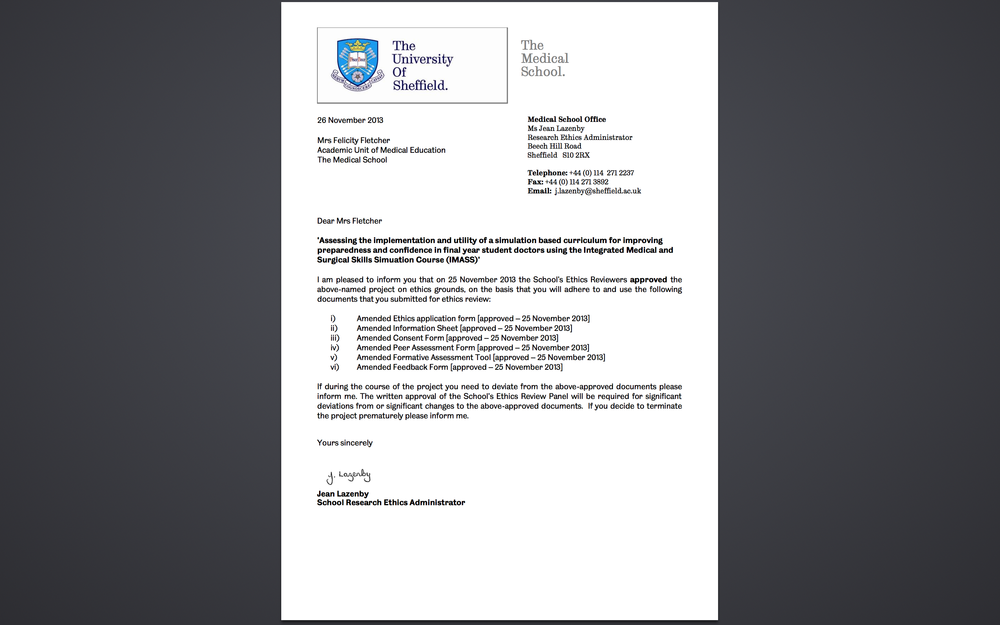 Disce Doce
RERVM COGNOSCERE CAVSAS
The
University
Of
Sheffield.
The
Medical
School.
26 November 2013
Mrs Felicity Fletcher
Academic Unit of Medical Education
The Medical School
Medical School Office
Ms Jean Lazenby
Research Ethics Administrator
Beech Hill Road
Sheffield S10 2RX
Telephone: +44 (0) 114 271 2237
Fax: +44 (0) 114 271 3892
Email: j.lazenby@sheffield.ac.uk
Dear Mrs Fletcher
'Assessing the implementation and utility of a simulation based curriculum for improving
preparedness and confidence in final year student doctors using the Integrated Medical and
Surgical Skills Simuation Course (IMASS)'
I am pleased to inform you that on 25 November 2013 the School's Ethics Reviewers approved the
above-named project on ethics grounds, on the basis that you will adhere to and use the following
documents that you submitted for ethics review:
i) Amended Ethics application form [approved – 25 November 2013]
ii) Amended Information Sheet [approved – 25 November 2013]
iii) Amended Consent Form [approved – 25 November 2013]
iv) Amended Peer Assessment Form [approved – 25 November 2013]
v) Amended Formative Assessment Tool [approved – 25 November 2013]
vi) Amended Feedback Form [approved – 25 November 2013]
If during the course of the project you need to deviate from the above-approved documents please
inform me. The written approval of the School's Ethics Review Panel will be required for significant
deviations from or significant changes to the above-approved documents. If you decide to terminate
the project prematurely please inform me.
Yours sincerely
J. Lazenby
Jean Lazenby
School Research Ethics Administrator